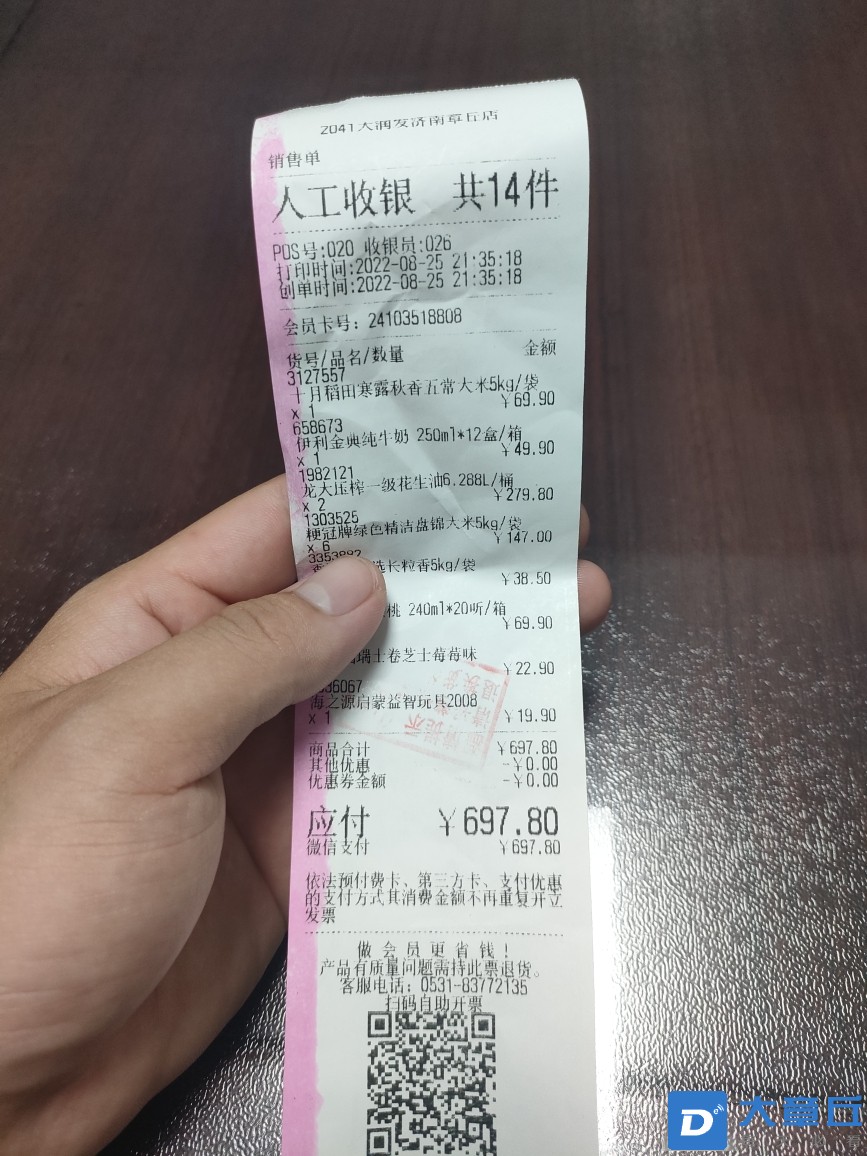 2041大润发济南章丘店
销售单
人工收银 共14件
POS号:020 收银员:026
打印时间:2022-08-25 21:35:18
创单时间:2022-08-25 21:35:18
会员卡号: 24103518808
货号/品名/数量 金额
3127557
十月稻田寒露秋香五常大米5kg/袋
x 1 ¥69.90
658673
伊利金典纯牛奶 250ml*12盒/箱
x 1 ¥49.90
1982121
龙大压榨一级花生油6.288L/桶
x 2 ¥279.80
1303525
粳冠牌绿色精洁盘锦大米5kg/袋
x 6 ¥147.00
3353882
选长粒香5kg/袋
¥38.50
桃 240ml*20听/箱
¥69.90
瑞士卷芝士莓莓味
¥22.90
36067
海之源启蒙益智玩具2008
x 1 ¥19.90
商品合计 ¥697.80
其他优惠 -¥0.00
优惠券金额 -¥0.00
应付 ¥697.80
微信支付 ¥697.80
依法预付费卡、第三方卡、支付优惠
的支付方式其消费金额不再重复开立
发票
做会员更省钱!
产品有质量问题需持此票退货。
客服电话: 0531-83772135
扫码自助开票
大章丘